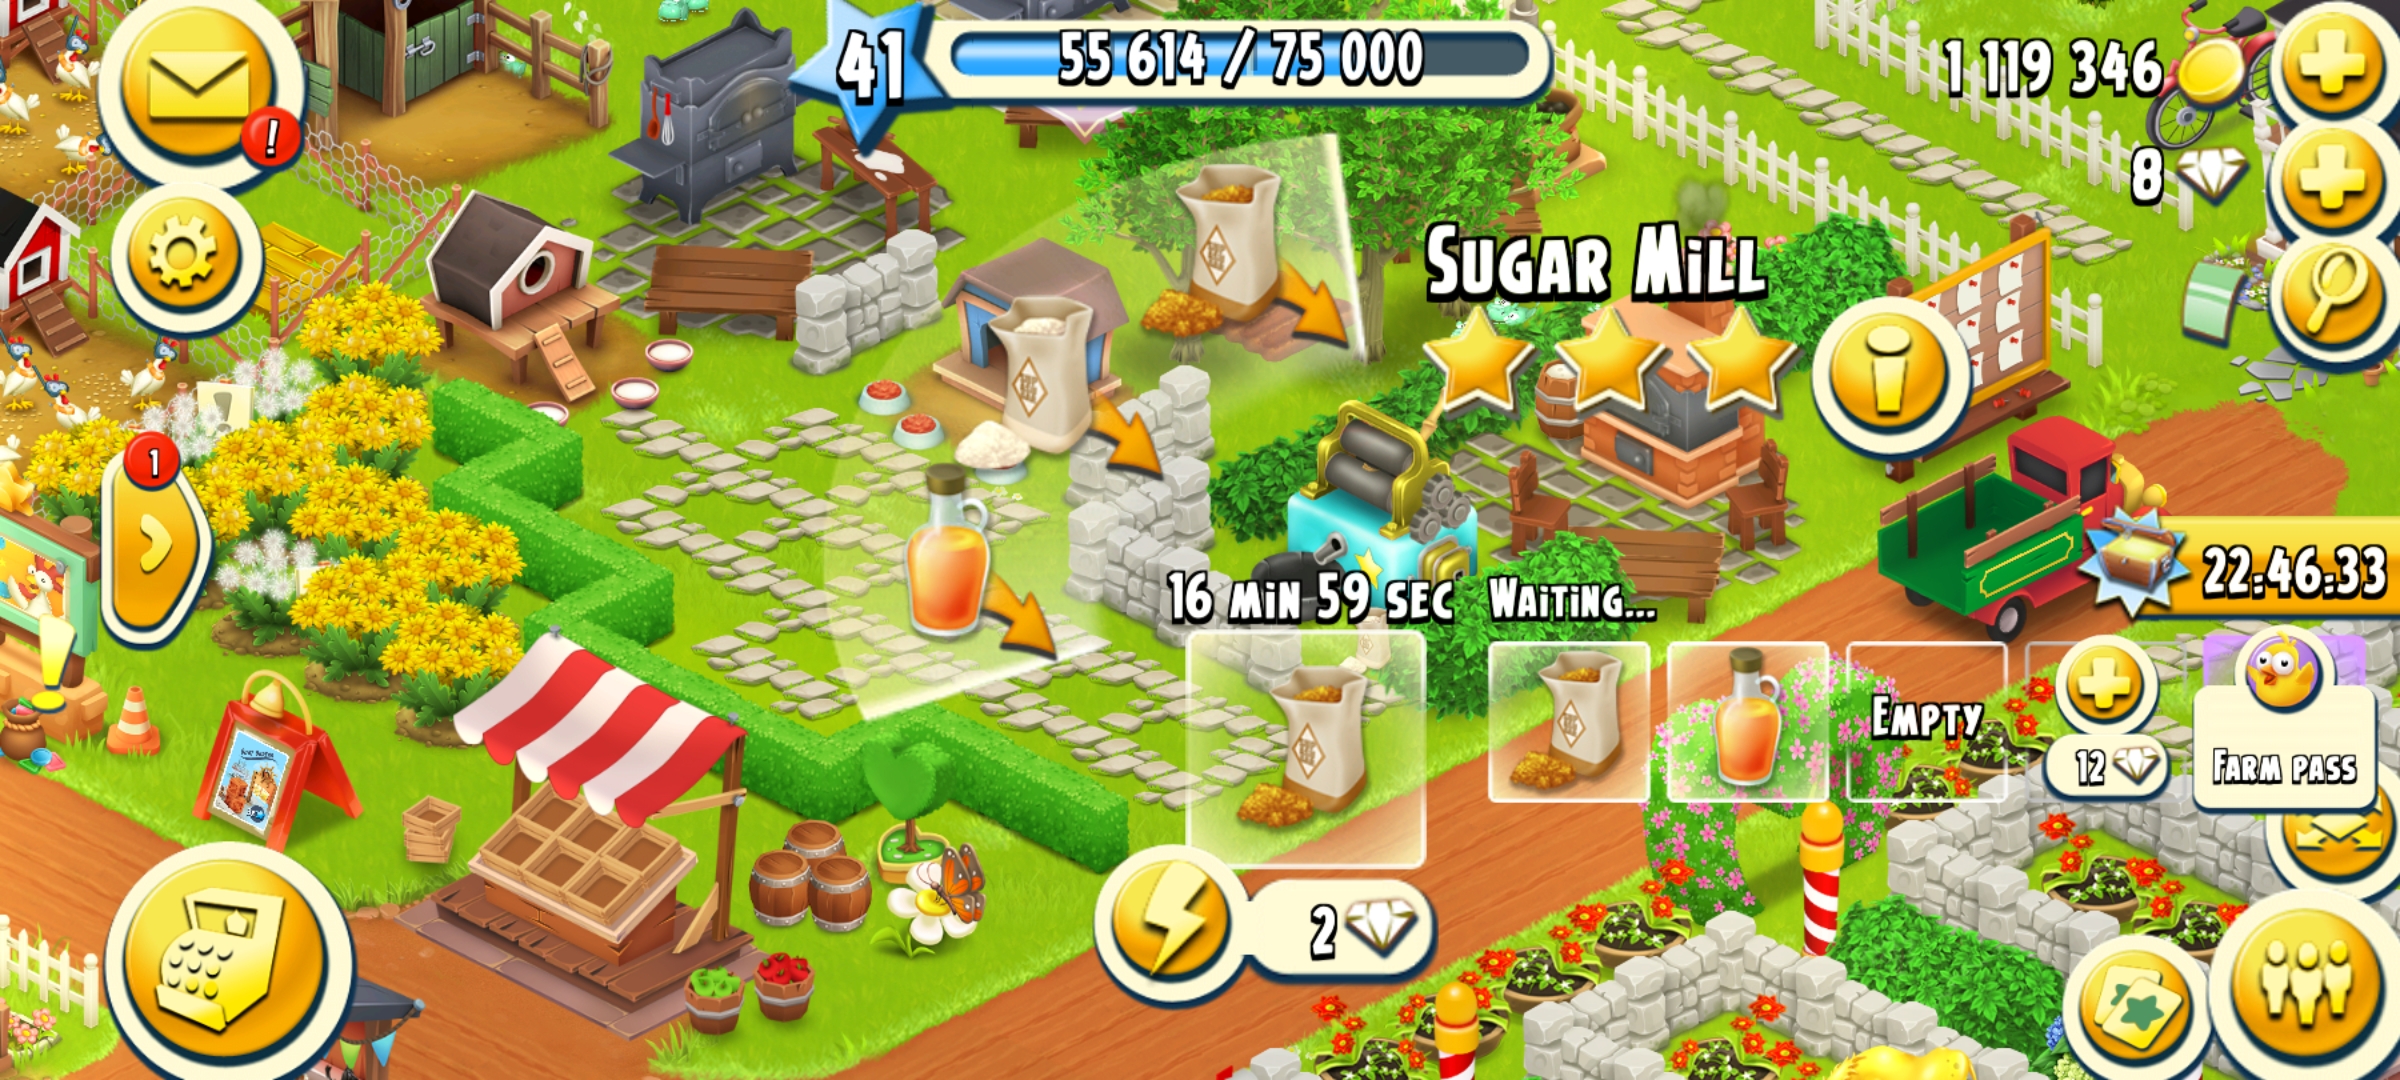 41
55 614 / 75 000
1 119 346
8
!
SUGAR MiLL
1
16 MiN 59 SEC
WAiTiNG...
22:46:33
EMPTY
12
FARM PASS
2